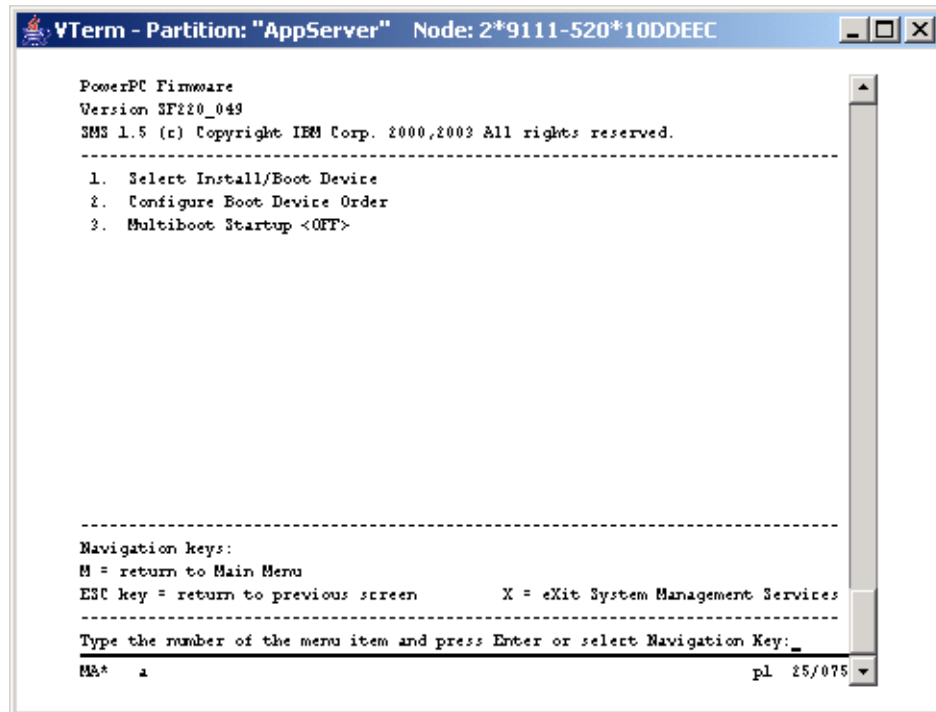 VTerm - Partition: "AppServer"   Node: 2*9111-520*10DDEEC
PowerPC Firmware
Version SF220_049
SMS 1.5 (c) Copyright IBM Corp. 2000,2003 All rights reserved.
-------------------------------------------------------------------------------
1.  Select Install/Boot Device
2.  Configure Boot Device Order
3.  Multiboot Startup <OFF>
-------------------------------------------------------------------------------
Navigation keys:
M = return to Main Menu
ESC key = return to previous screen         X = eXit System Management Services
-------------------------------------------------------------------------------
Type the number of the menu item and press Enter or select Navigation Key:_
MA*   a                                                                pl  25/075